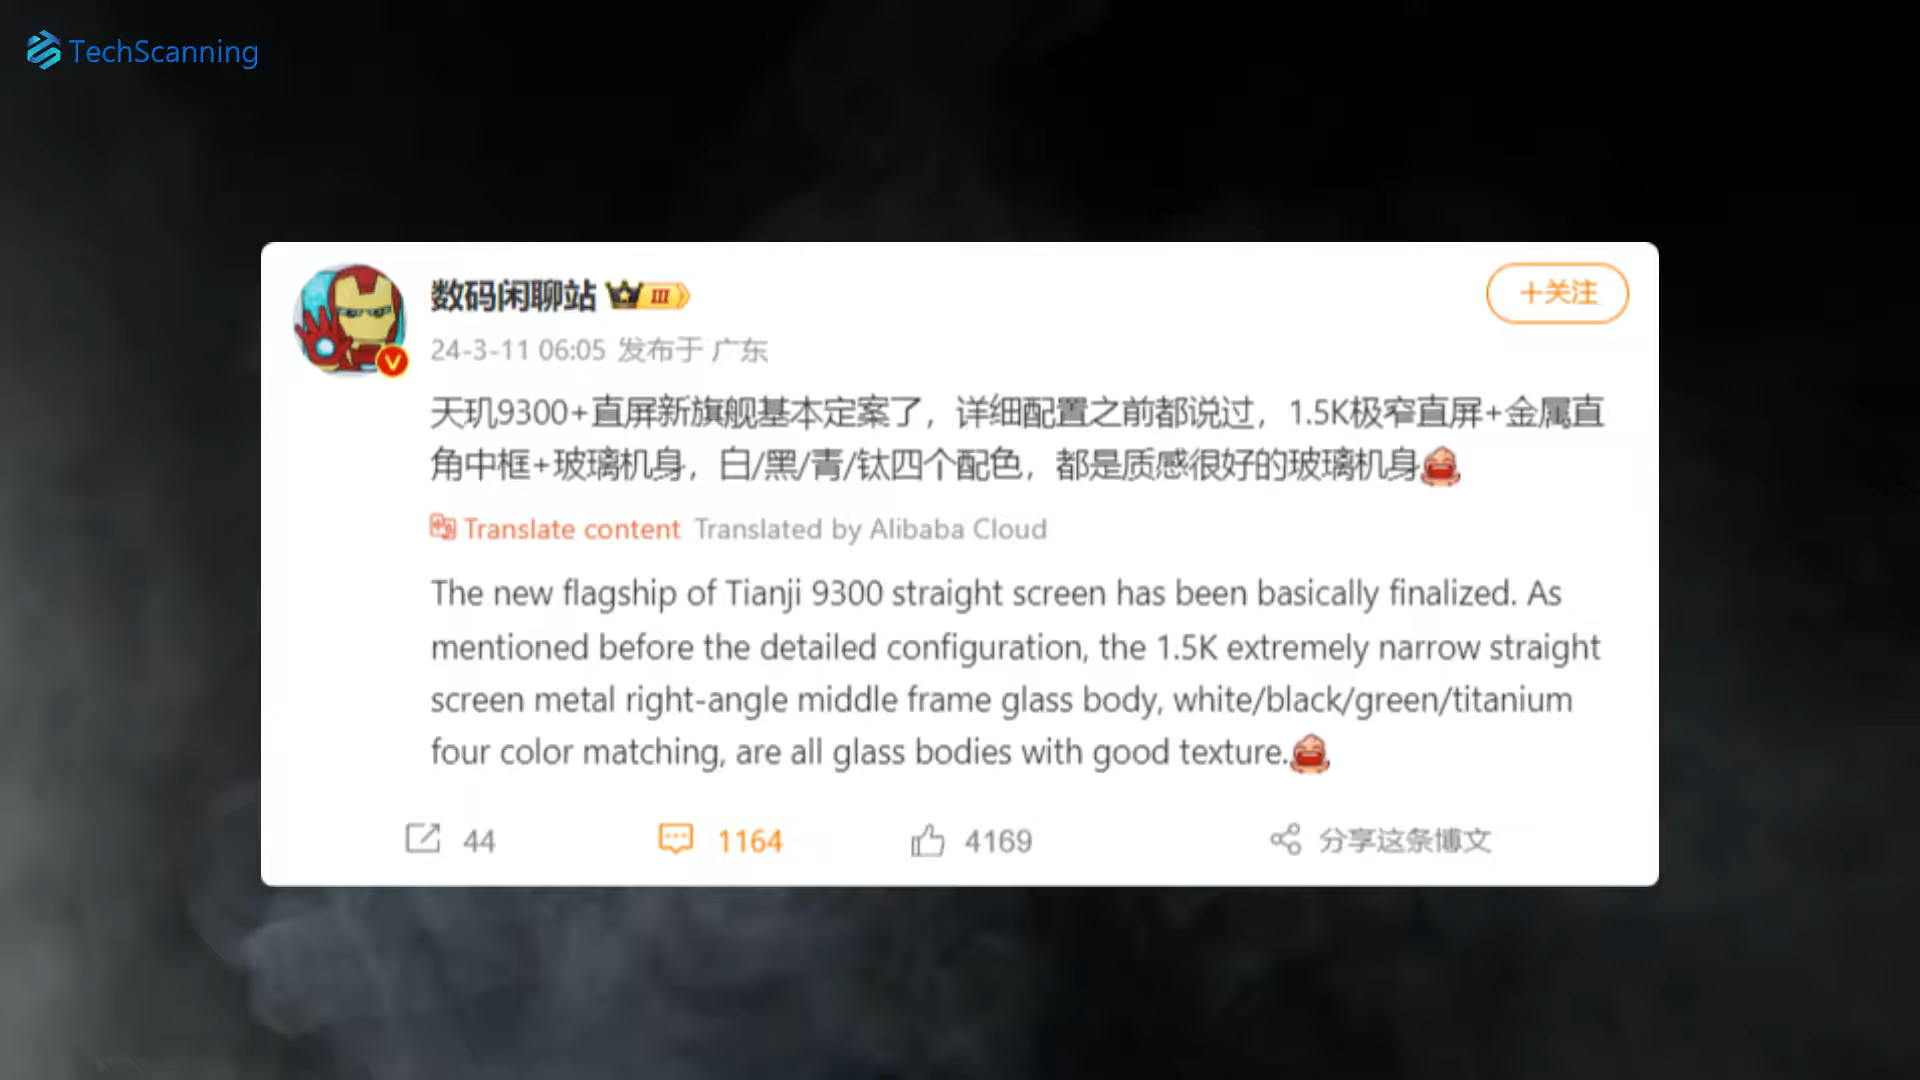 TechScanning
数码闲聊站 III
+关注
24-3-11 06:05 发布于 广东
天玑9300+直屏新旗舰基本定案了，详细配置之前都说过，1.5K极窄直屏+金属直
角中框+玻璃机身，白/黑/青/钛四个配色，都是质感很好的玻璃机身
Translate content Translated by Alibaba Cloud
The new flagship of Tianji 9300 straight screen has been basically finalized. As
mentioned before the detailed configuration, the 1.5K extremely narrow straight
screen metal right-angle middle frame glass body, white/black/green/titanium
four color matching, are all glass bodies with good texture.
44 1164 4169 分享这条博文